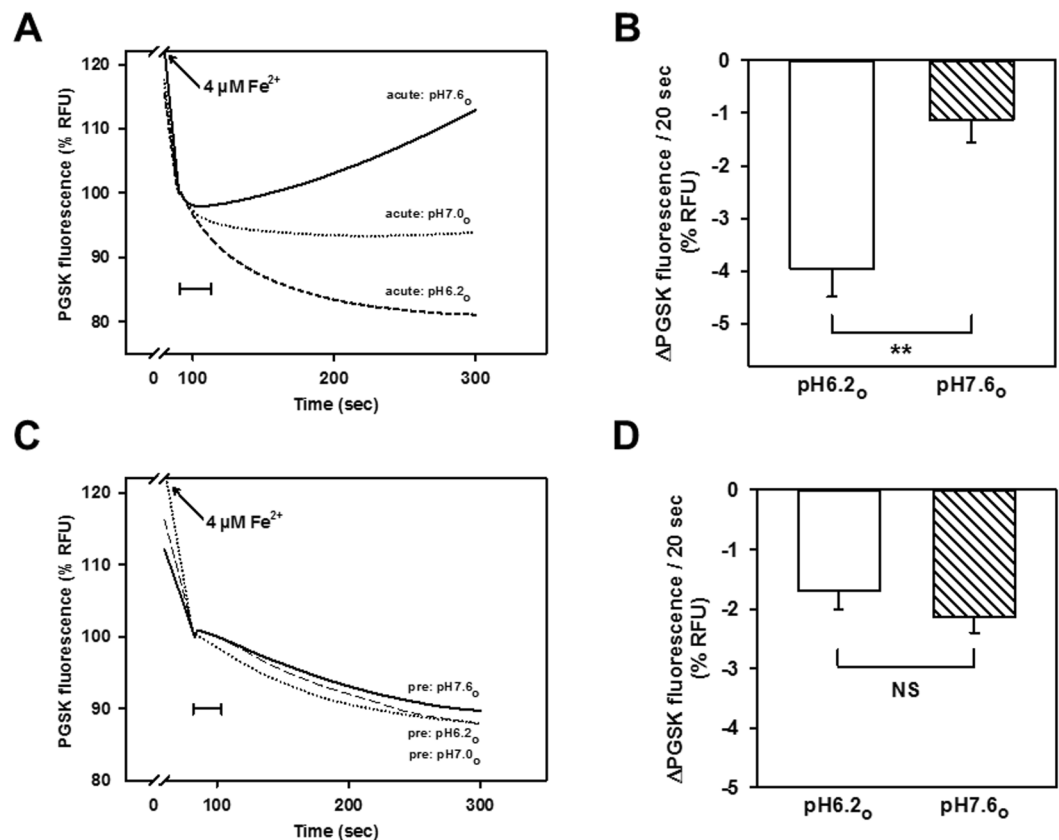 A
PGSK fluorescence (% RFU)
120
110
100
90
80
4 µM Fe²⁺
acute: pH7.6ₒ
acute: pH7.0ₒ
acute: pH6.2ₒ
0 100 200 300
Time (sec)
B
ΔPGSK fluorescence / 20 sec
(% RFU)
0
-1
-2
-3
-4
-5
**
pH6.2ₒ pH7.6ₒ
C
PGSK fluorescence (% RFU)
120
110
100
90
80
4 µM Fe²⁺
pre: pH7.6ₒ
pre: pH6.2ₒ
pre: pH7.0ₒ
0 100 200 300
Time (sec)
D
ΔPGSK fluorescence / 20 sec
(% RFU)
0
-1
-2
-3
-4
-5
NS
pH6.2ₒ pH7.6ₒ